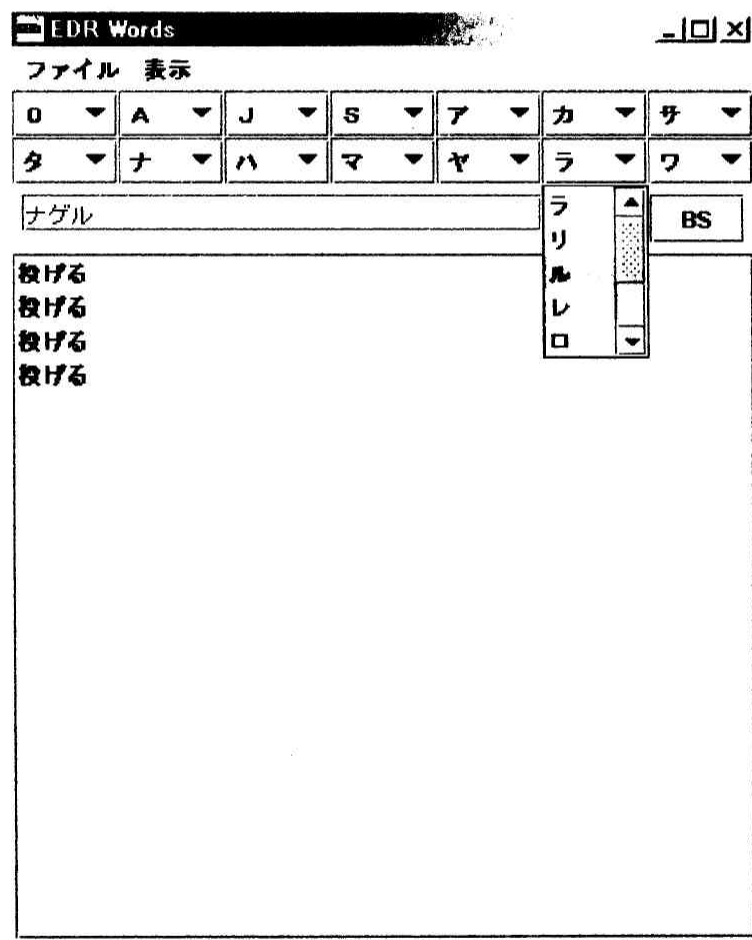 EDR Words
ファイル 表示
0 A J S ア カ サ
タ ナ ハ マ ヤ ラ ワ
ナゲル
BS
ラ
リ
ル
レ
ロ
投げる
投げる
投げる
投げる